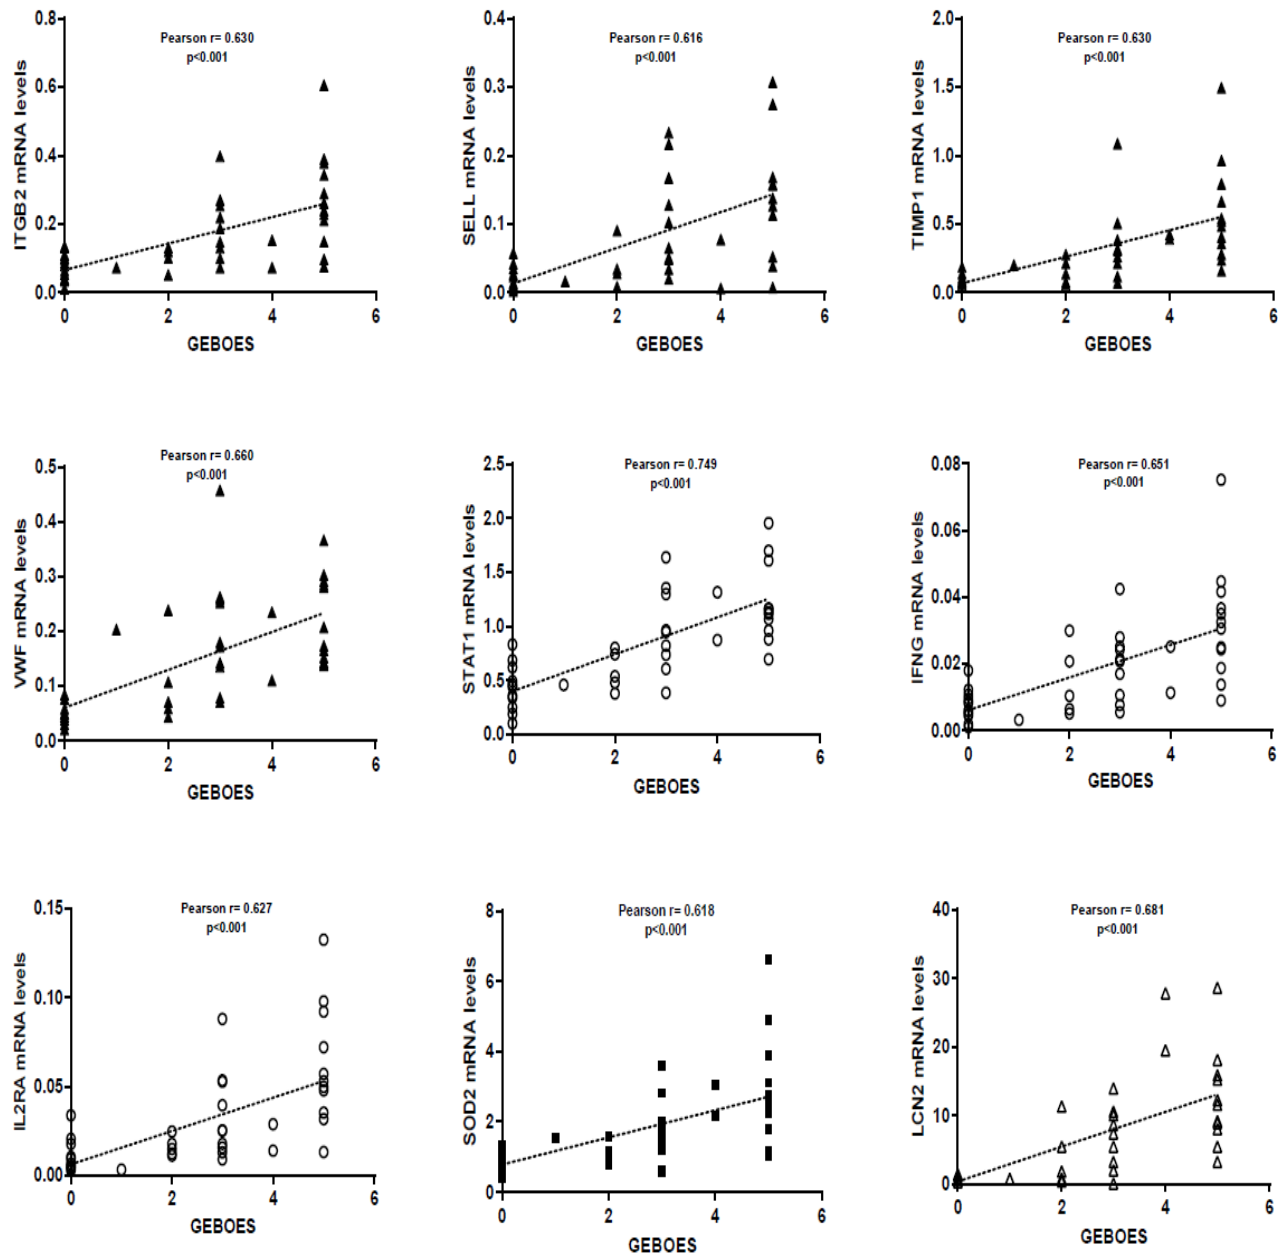 Pearson r= 0.630
p<0.001
ITGB2 mRNA levels
0.8
0.6
0.4
0.2
0.0
0 2 4 6
GEBOES
Pearson r= 0.616
p<0.001
SELL mRNA levels
0.4
0.3
0.2
0.1
0.0
0 2 4 6
GEBOES
Pearson r= 0.630
p<0.001
TIMP1 mRNA levels
2.0
1.5
1.0
0.5
0.0
0 2 4 6
GEBOES
Pearson r= 0.660
p<0.001
VWF mRNA levels
0.5
0.4
0.3
0.2
0.1
0.0
0 2 4 6
GEBOES
Pearson r= 0.749
p<0.001
STAT1 mRNA levels
2.5
2.0
1.5
1.0
0.5
0.0
0 2 4 6
GEBOES
Pearson r= 0.651
p<0.001
IFNG mRNA levels
0.08
0.06
0.04
0.02
0.00
0 2 4 6
GEBOES
Pearson r= 0.627
p<0.001
IL2RA mRNA levels
0.15
0.10
0.05
0.00
0 2 4 6
GEBOES
Pearson r= 0.618
p<0.001
SOD2 mRNA levels
8
6
4
2
0
0 2 4 6
GEBOES
Pearson r= 0.681
p<0.001
LCN2 mRNA levels
40
30
20
10
0
0 2 4 6
GEBOES